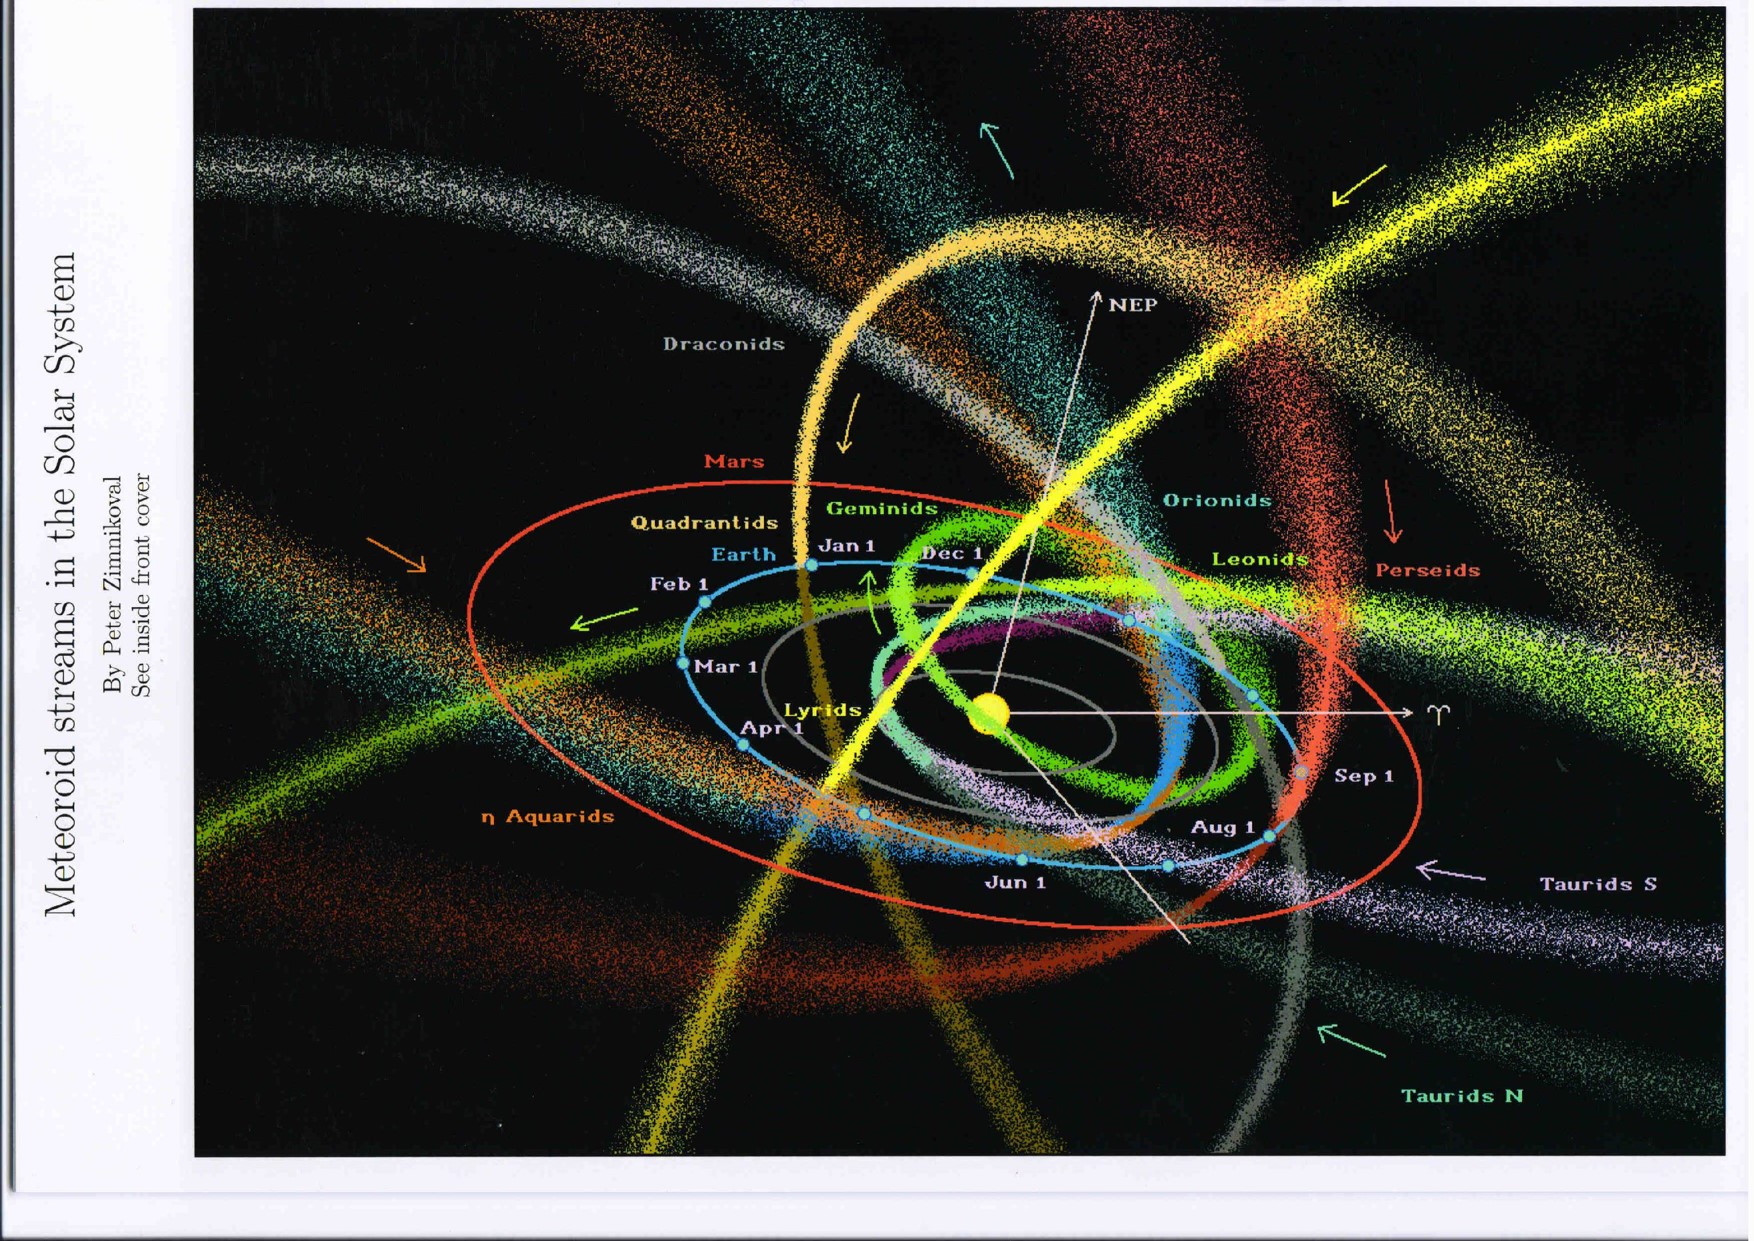 Meteoroid streams in the Solar System
By Peter Zimnikoval
See inside front cover
NEP
Draconids
Mars
Quadrantids
Geminids
Orionids
Earth
Jan 1
Dec 1
Leonids
Perseids
Feb 1
Mar 1
Lyrids
Apr 1
♈
Sep 1
η Aquarids
Aug 1
Jun 1
Taurids S
Taurids N